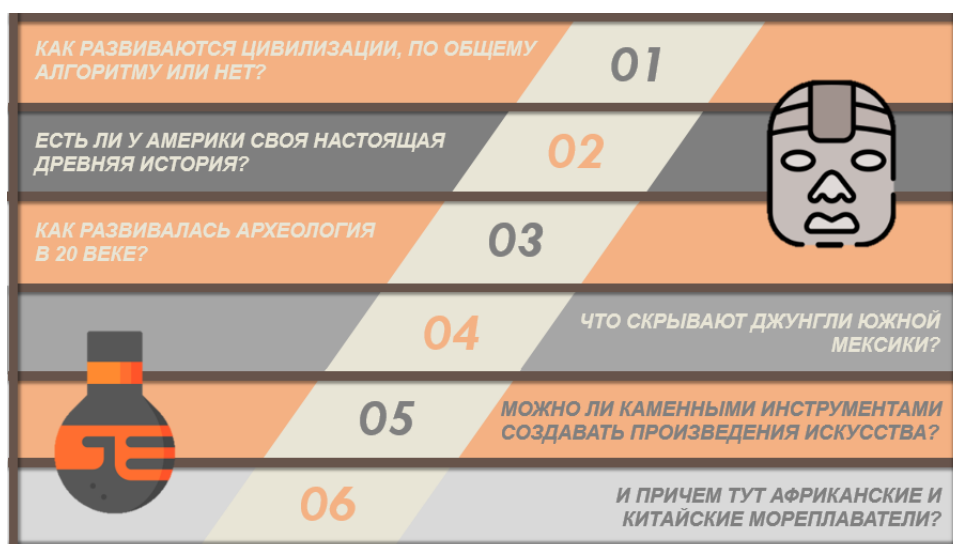 КАК РАЗВИВАЮТСЯ ЦИВИЛИЗАЦИИ, ПО ОБЩЕМУ
АЛГОРИТМУ ИЛИ НЕТ?
01
ЕСТЬ ЛИ У АМЕРИКИ СВОЯ НАСТОЯЩАЯ
ДРЕВНЯЯ ИСТОРИЯ?
02
КАК РАЗВИВАЛАСЬ АРХЕОЛОГИЯ
В 20 ВЕКЕ?
03
04
ЧТО СКРЫВАЮТ ДЖУНГЛИ ЮЖНОЙ
МЕКСИКИ?
05
МОЖНО ЛИ КАМЕННЫМИ ИНСТРУМЕНТАМИ
СОЗДАВАТЬ ПРОИЗВЕДЕНИЯ ИСКУССТВА?
06
И ПРИЧЕМ ТУТ АФРИКАНСКИЕ И
КИТАЙСКИЕ МОРЕПЛАВАТЕЛИ?